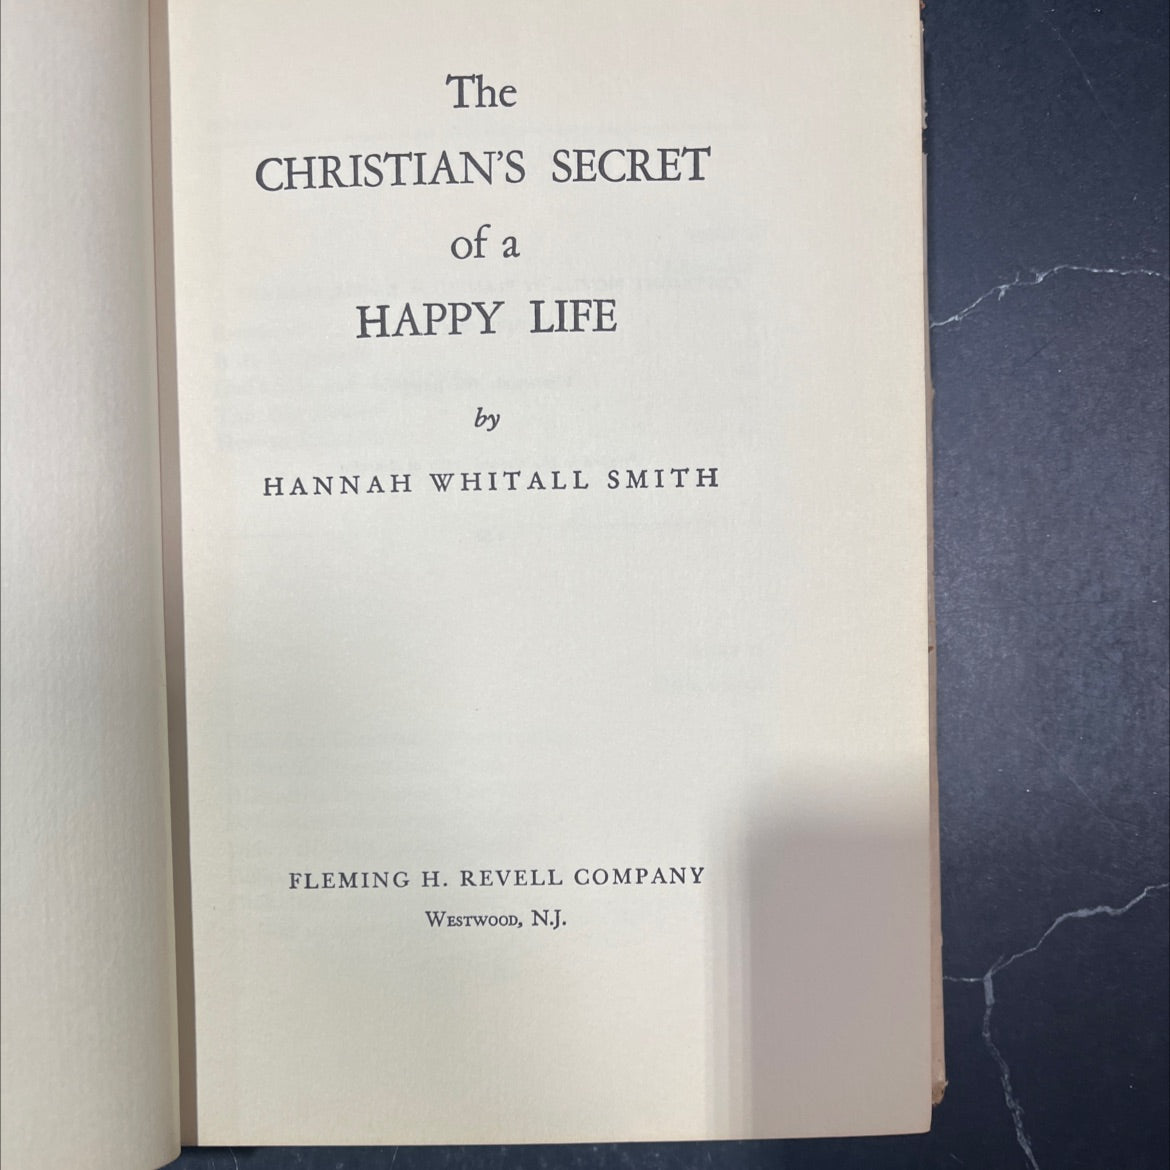 The
CHRISTIAN'S SECRET
of a
HAPPY LIFE
by
HANNAH WHITALL SMITH
FLEMING H. REVELL COMPANY
WESTWOOD, N.J.